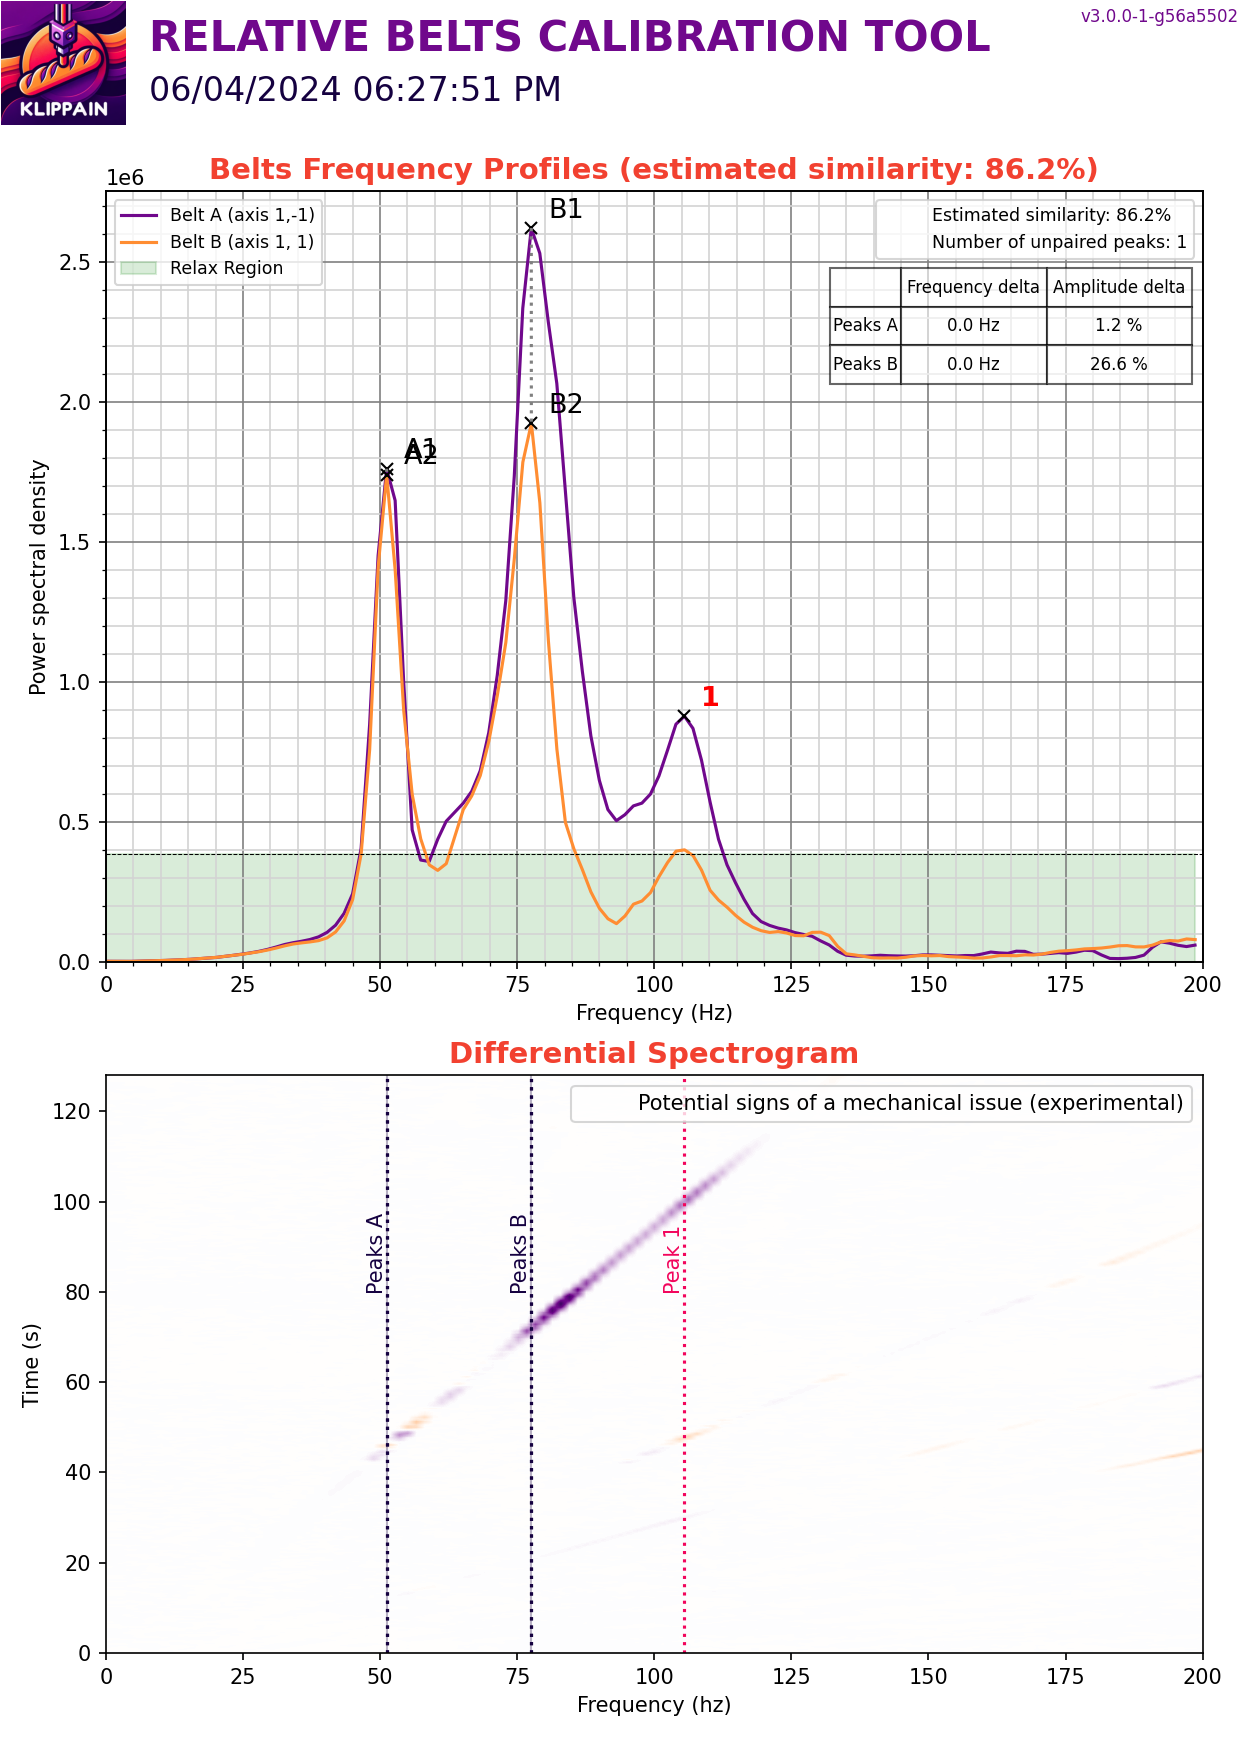 v3.0.0-1-g56a5502
RELATIVE BELTS CALIBRATION TOOL
06/04/2024 06:27:51 PM
KLIPPAIN
Belts Frequency Profiles (estimated similarity: 86.2%)
1e6
Belt A (axis 1,-1)
Belt B (axis 1, 1)
Relax Region
Estimated similarity: 86.2%
Number of unpaired peaks: 1
Frequency delta Amplitude delta
Peaks A 0.0 Hz 1.2 %
Peaks B 0.0 Hz 26.6 %
B1
B2
A1
A2
1
Power spectral density
2.5
2.0
1.5
1.0
0.5
0.0
0 25 50 75 100 125 150 175 200
Frequency (Hz)
Differential Spectrogram
Potential signs of a mechanical issue (experimental)
Peaks A
Peaks B
Peak 1
Time (s)
120
100
80
60
40
20
0
0 25 50 75 100 125 150 175 200
Frequency (hz)